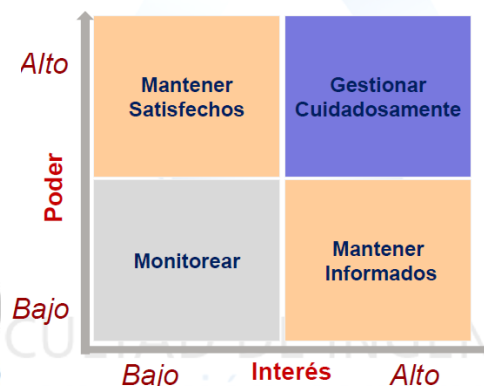 Alto
Mantener
Satisfechos
Gestionar
Cuidadosamente
Poder
Monitorear
Mantener
Informados
Bajo
Bajo
Interés
Alto